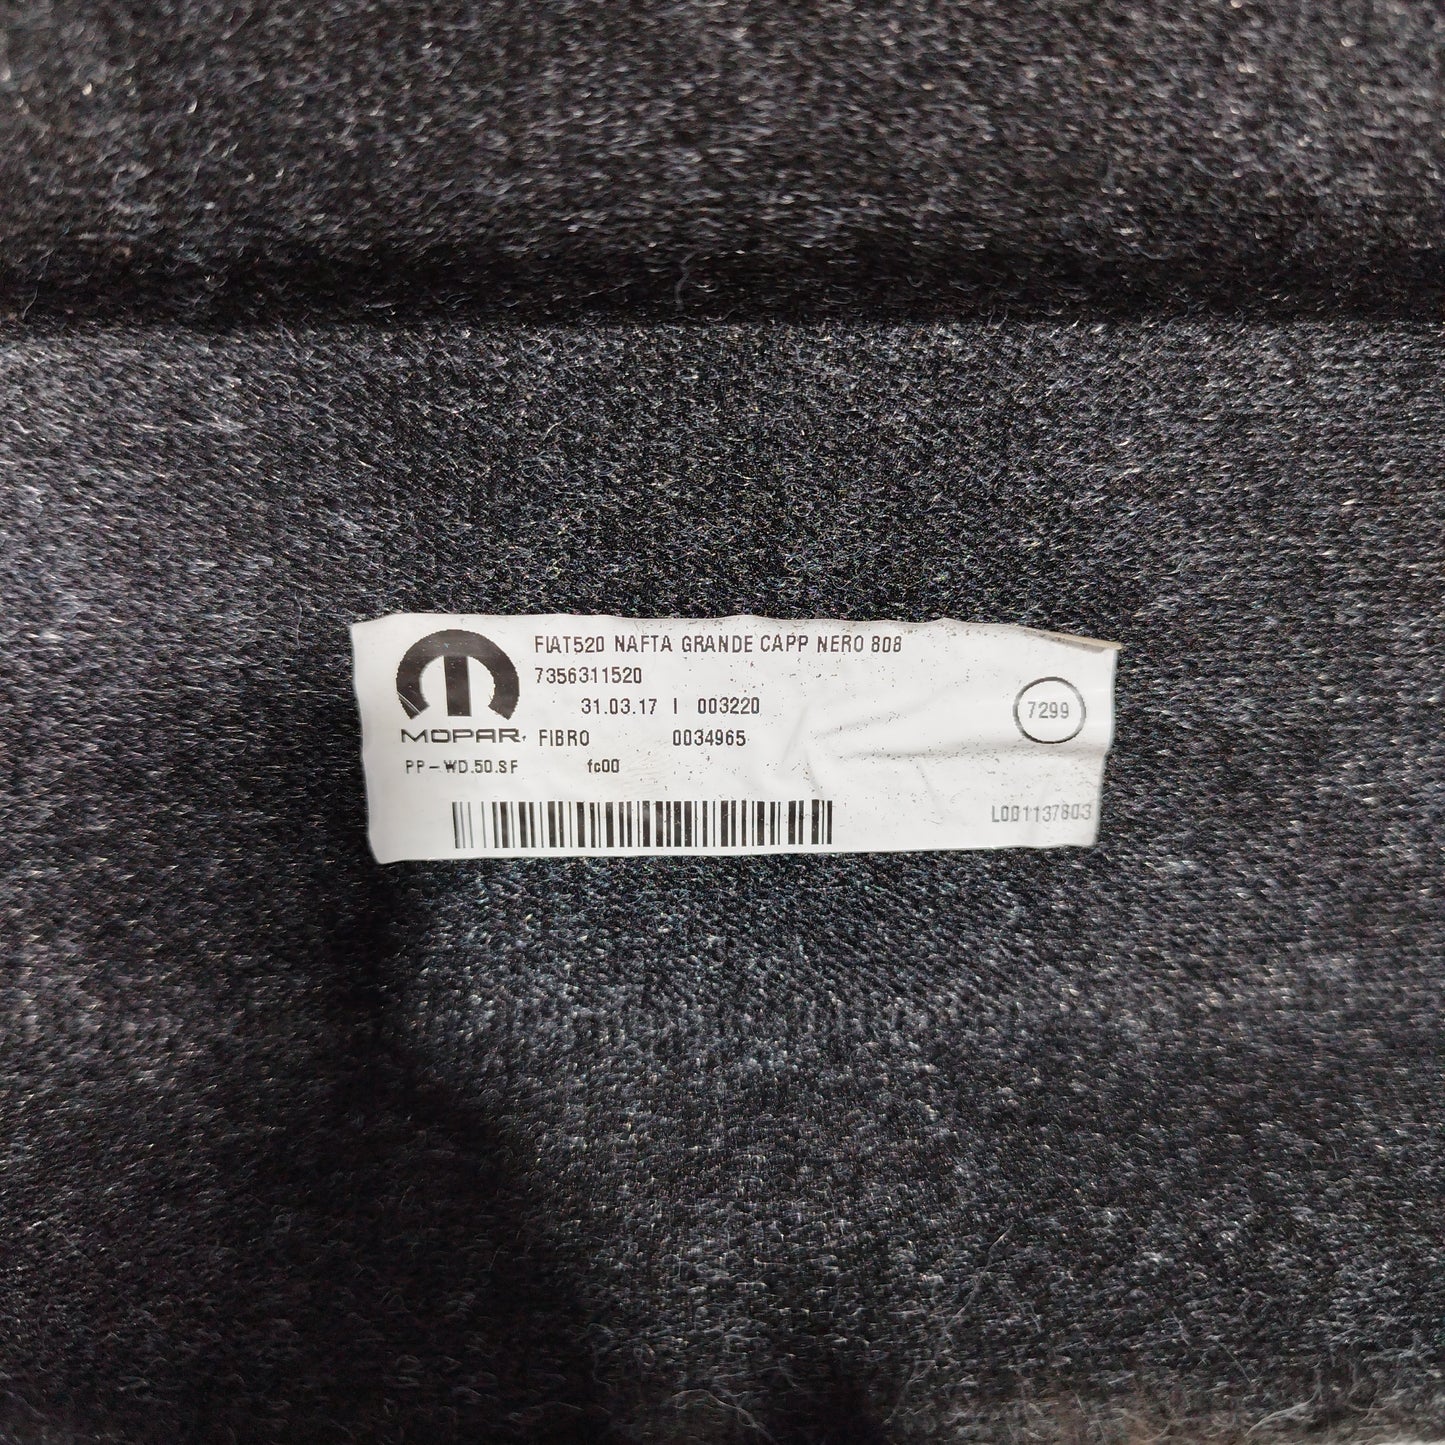 FIAT520 NAFTA GRANDE CAPP NERO 808
7356311520
31.03.17 | 003220
7299
MOPAR, FIBRO 0034965
PP-WD.50.SF fc00
L001137803